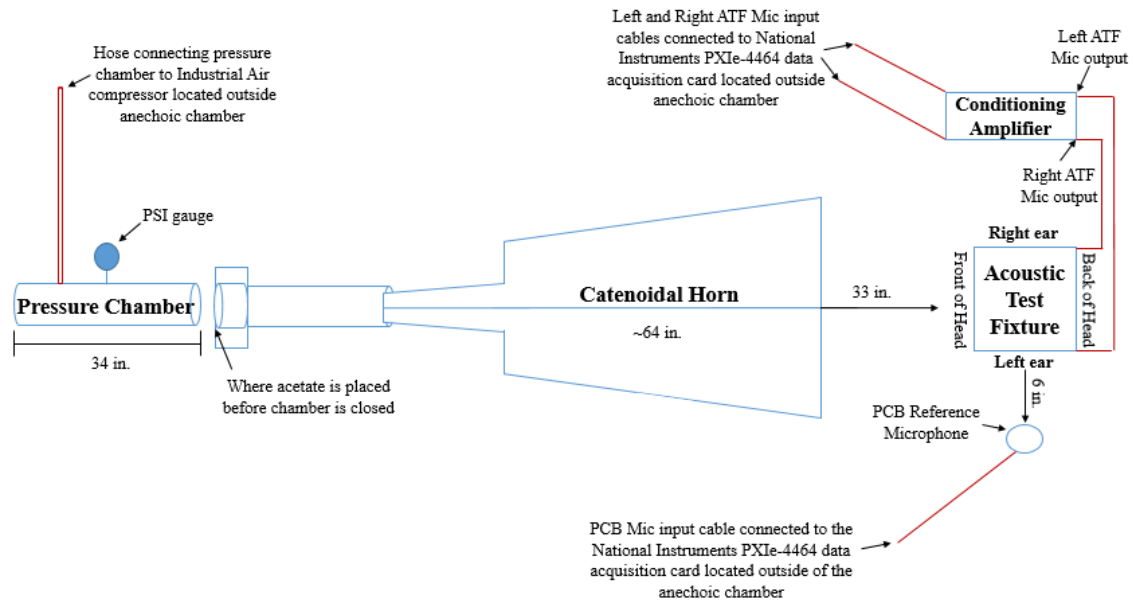 Hose connecting pressure
chamber to Industrial Air
compressor located outside
anechoic chamber
PSI gauge
Pressure Chamber
34 in.
Where acetate is placed
before chamber is closed
Catenoidal Horn
~64 in.
33 in.
Left and Right ATF Mic input
cables connected to National
Instruments PXIe-4464 data
acquisition card located outside
anechoic chamber
Left ATF
Mic output
Conditioning
Amplifier
Right ATF
Mic output
Right ear
Front of Head
Acoustic
Test
Fixture
Back of Head
Left ear
6 in.
PCB Reference
Microphone
PCB Mic input cable connected to the
National Instruments PXIe-4464 data
acquisition card located outside of the
anechoic chamber